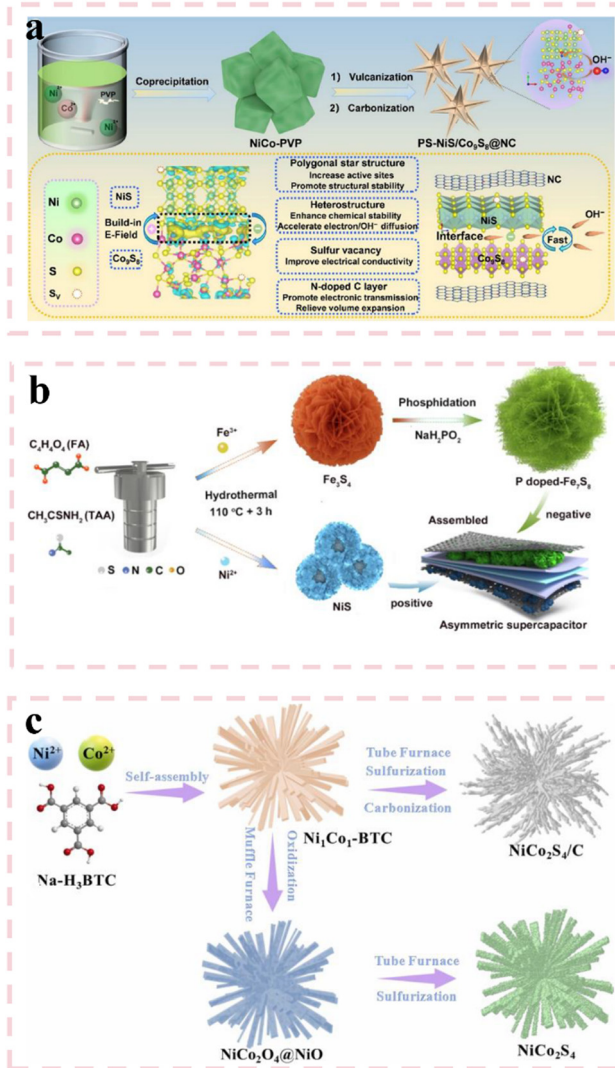 a
Ni²⁺
Co²⁺
PVP
Ni²⁺
Coprecipitation
NiCo-PVP
1) Vulcanization
2) Carbonization
PS-NiS/Co₉S₈@NC
OH⁻
Ni
Co
S
Sᵥ
NiS
Build-in
E-Field
Co₉S₈
Polygonal star structure
Increase active sites
Promote structural stability
Heterostructure
Enhance chemical stability
Accelerate electron/OH⁻ diffusion
Sulfur vacancy
Improve electrical conductivity
N-doped C layer
Promote electronic transmission
Relieve volume expansion
NC
NiS
OH⁻
Interface
Fast
Co₉S₈
b
C₄H₄O₄ (FA)
CH₃CSNH₂ (TAA)
S N C O
Fe³⁺
Hydrothermal
110 °C + 3 h
Ni²⁺
Fe₃S₄
Phosphidation
NaH₂PO₂
P doped-Fe₇S₈
negative
Assembled
NiS
positive
Asymmetric supercapacitor
c
Ni²⁺
Co²⁺
Na-H₃BTC
Self-assembly
Ni₁Co₁-BTC
Tube Furnace
Sulfurization
Carbonization
NiCo₂S₄/C
Muffle Furnace
Oxidization
NiCo₂O₄@NiO
Tube Furnace
Sulfurization
NiCo₂S₄